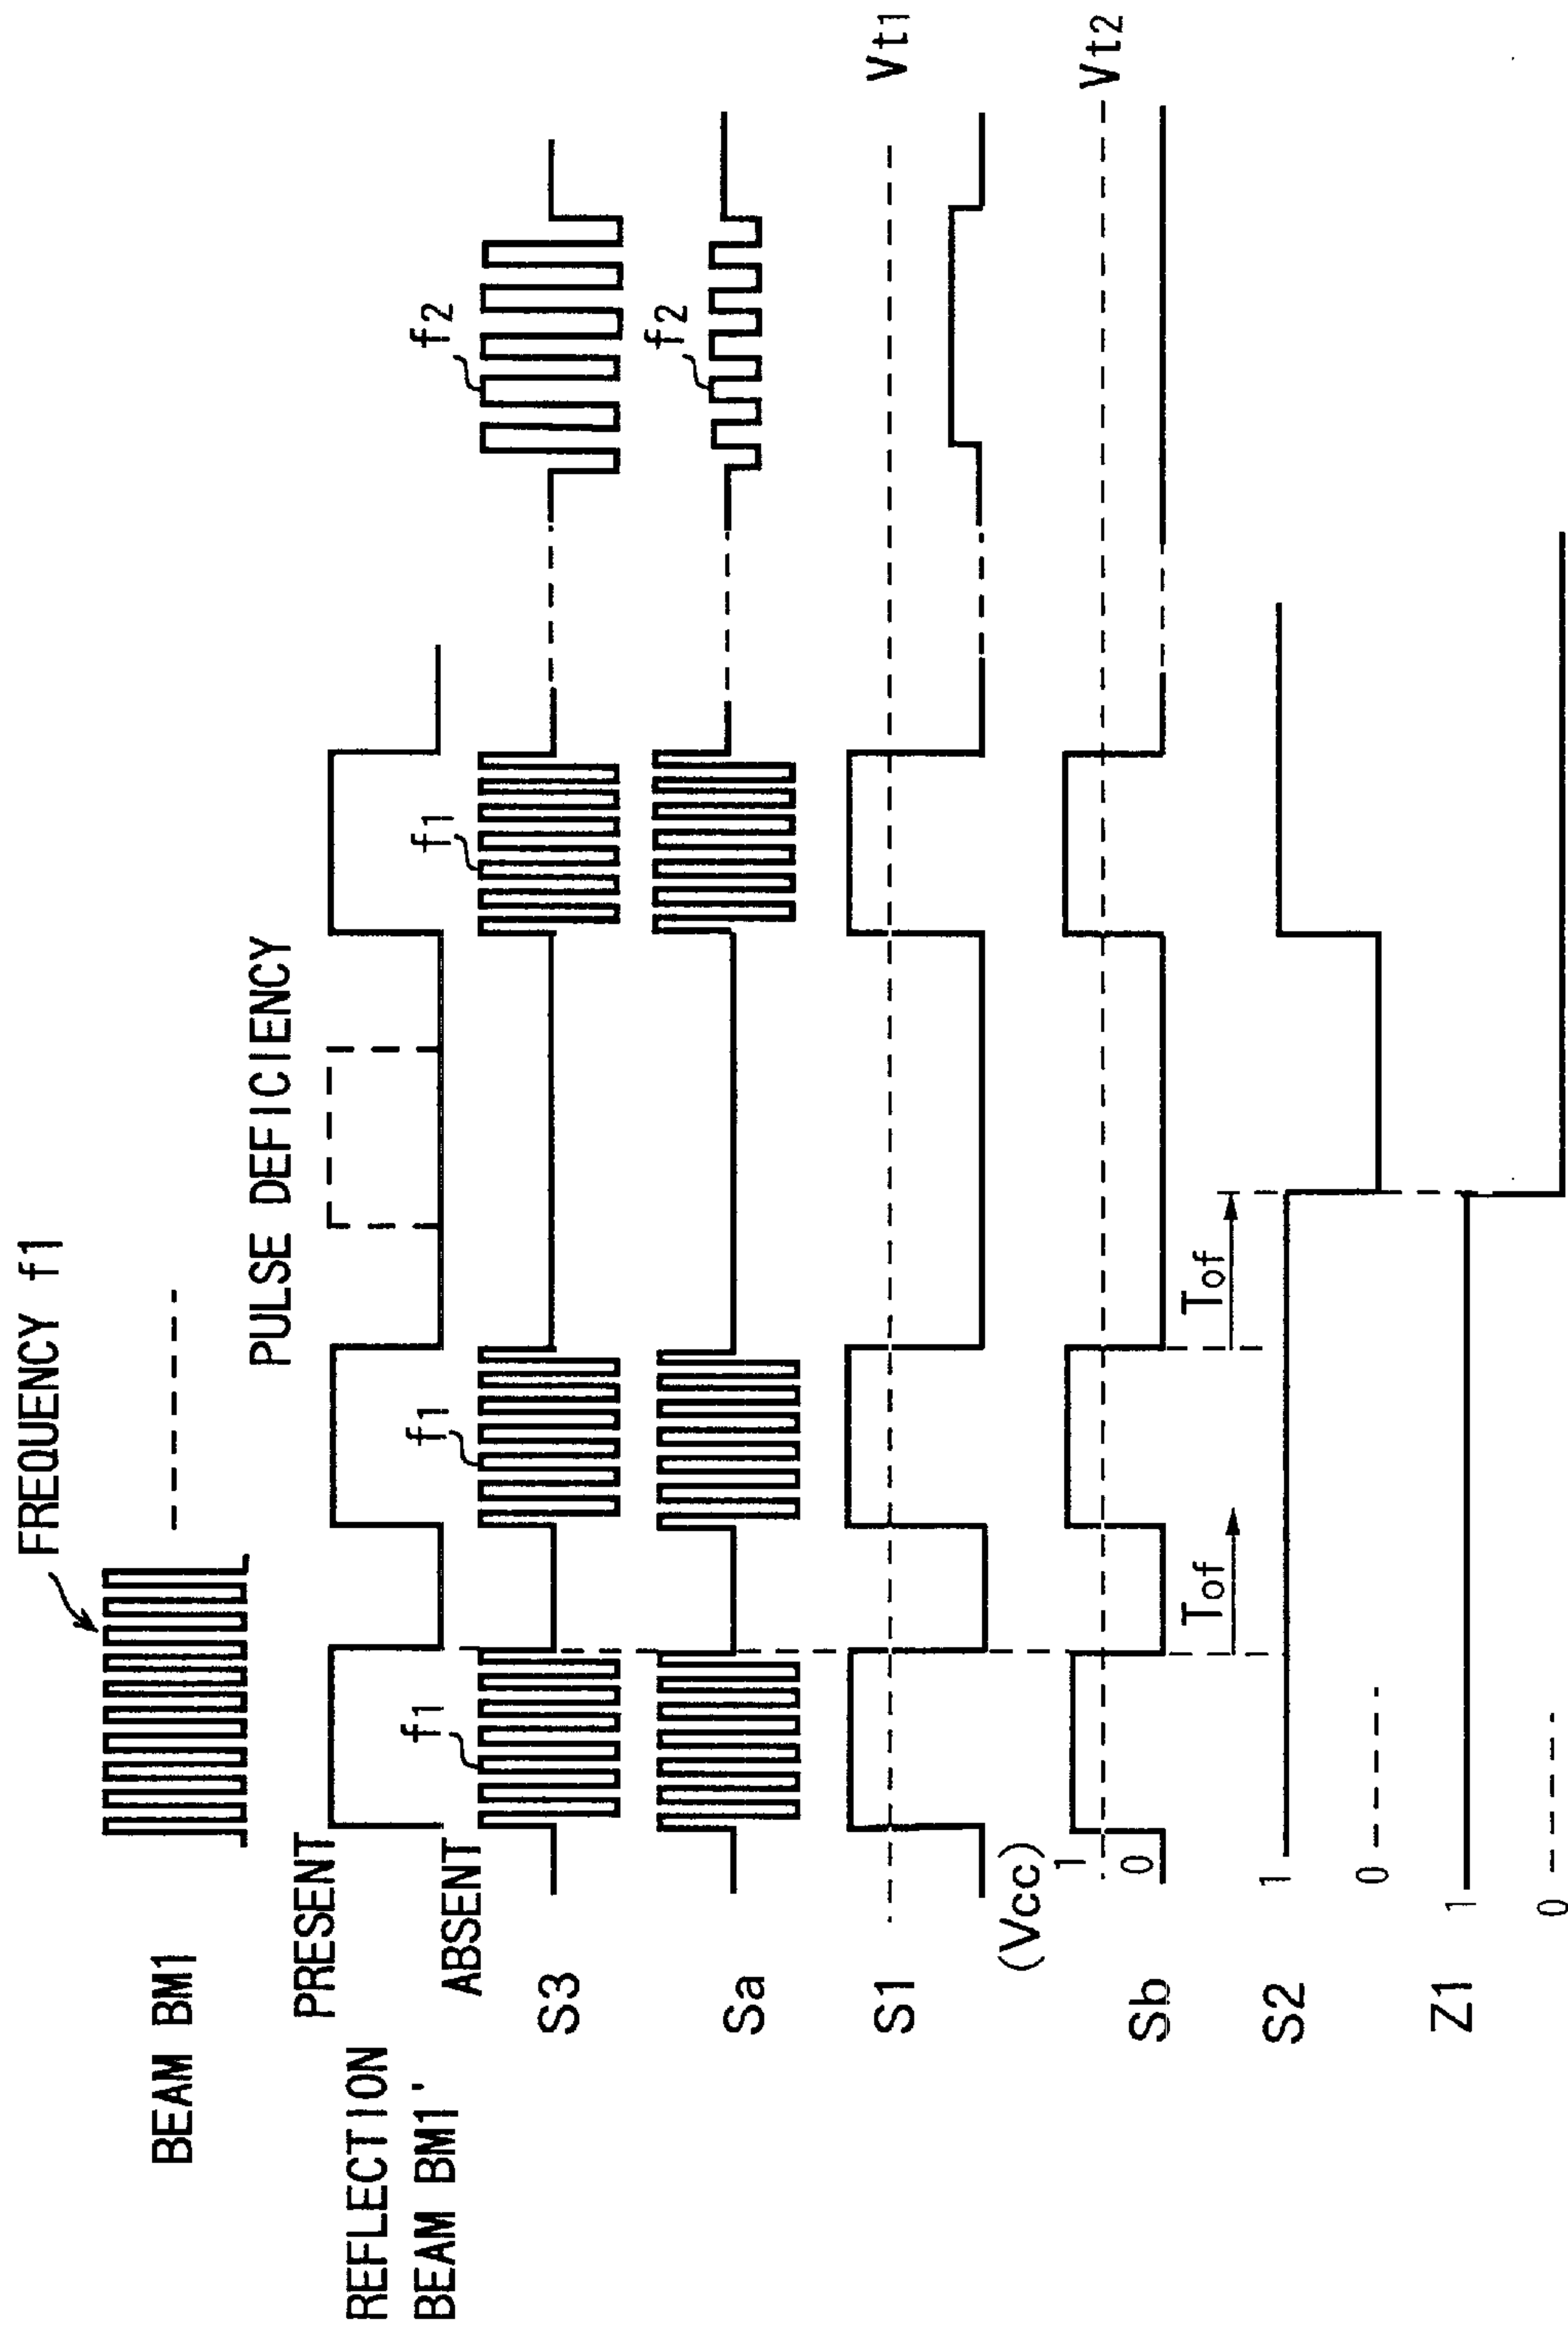 FREQUENCY f1
BEAM BM1
PULSE DEFICIENCY
PRESENT
REFLECTION
BEAM BM1'
ABSENT
f1
f1
f1
f2
S3
f2
Sa
S1
Vt1
(Vcc)
1
0
Sb
Vt2
Tof
Tof
S2
1
0
Z1
1
0